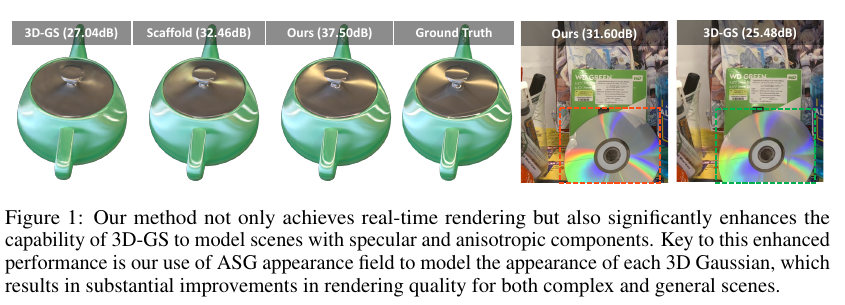 3D-GS (27.04dB)
Scaffold (32.46dB)
Ours (37.50dB)
Ground Truth
Ours (31.60dB)
3D-GS (25.48dB)
WD GREEN
WD GREEN
Figure 1: Our method not only achieves real-time rendering but also significantly enhances the
capability of 3D-GS to model scenes with specular and anisotropic components. Key to this enhanced
performance is our use of ASG appearance field to model the appearance of each 3D Gaussian, which
results in substantial improvements in rendering quality for both complex and general scenes.